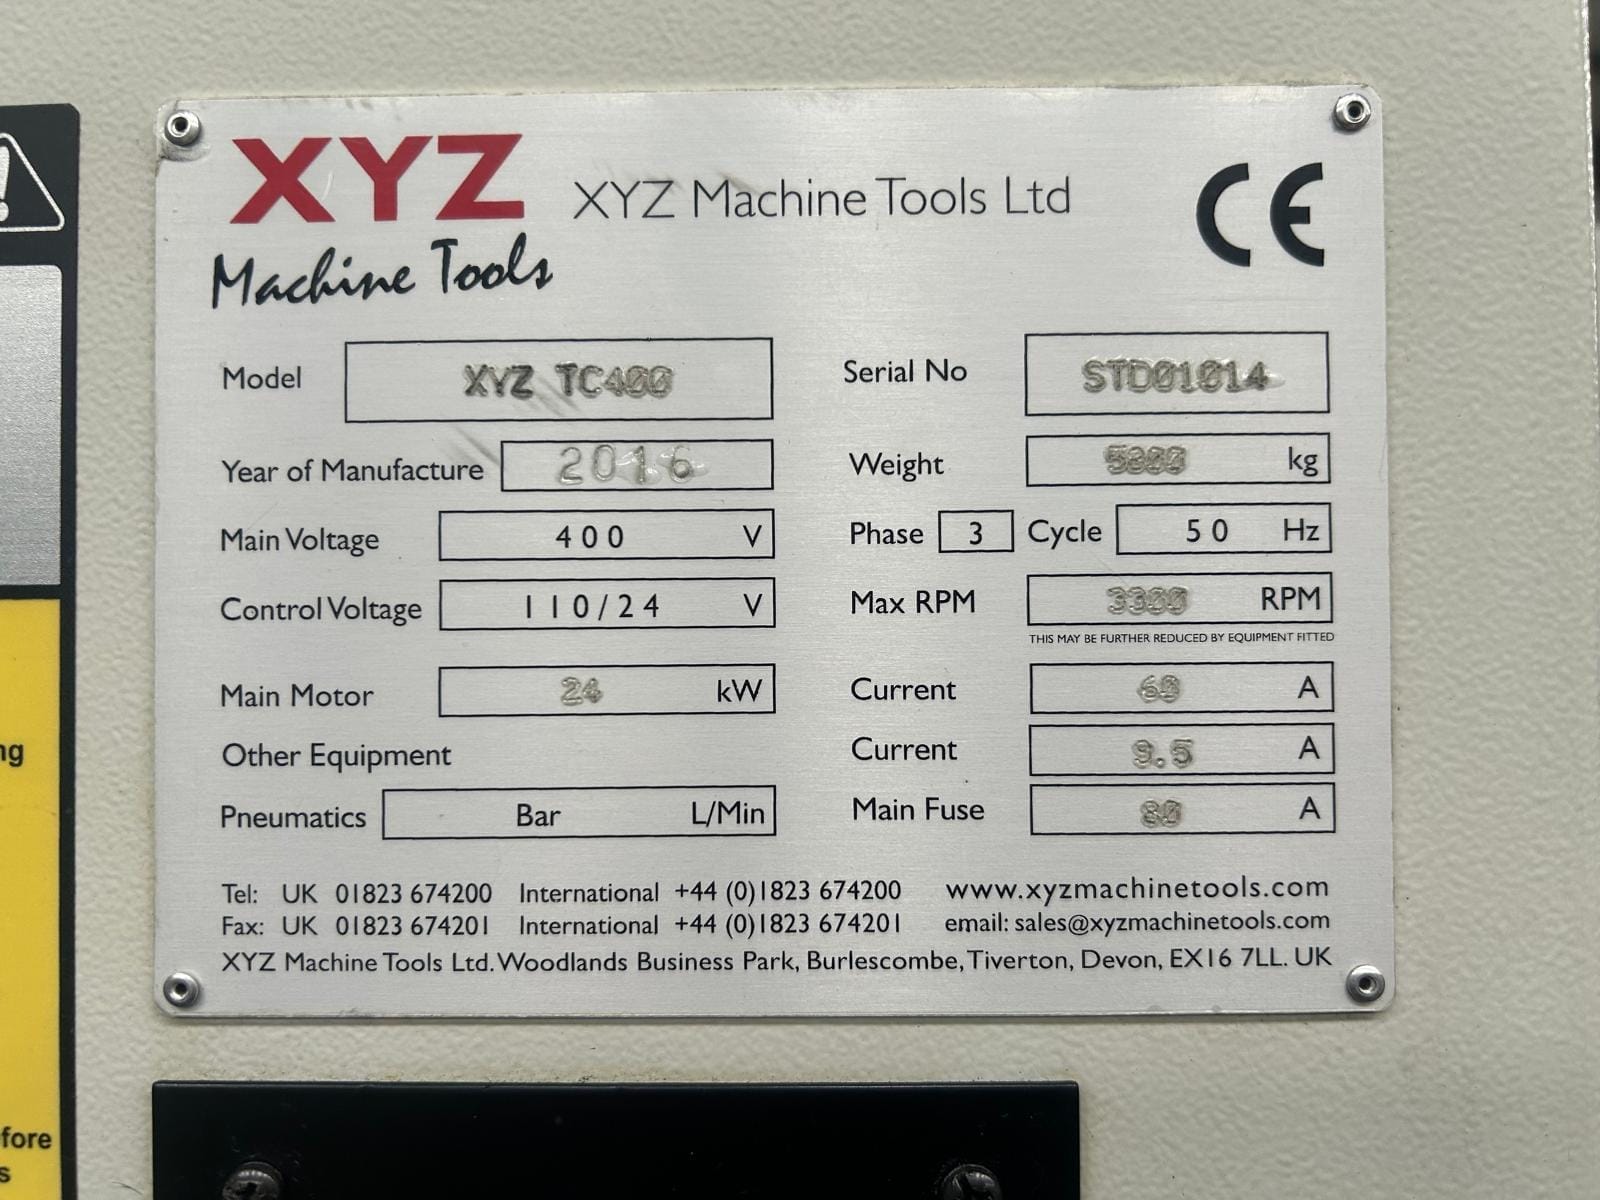 XYZ
Machine Tools
XYZ Machine Tools Ltd
CE
Model XYZ TC400
Serial No STD01014
Year of Manufacture 2016
Weight 5800 kg
Main Voltage 400 V
Phase 3 Cycle 50 Hz
Control Voltage 110/24 V
Max RPM 3300 RPM
THIS MAY BE FURTHER REDUCED BY EQUIPMENT FITTED
Main Motor 24 kW
Current 60 A
Other Equipment
Current 9.5 A
Pneumatics Bar L/Min
Main Fuse 80 A
Tel: UK 01823 674200 International +44 (0)1823 674200 www.xyzmachinetools.com
Fax: UK 01823 674201 International +44 (0)1823 674201 email: sales@xyzmachinetools.com
XYZ Machine Tools Ltd. Woodlands Business Park, Burlescombe, Tiverton, Devon, EX16 7LL. UK